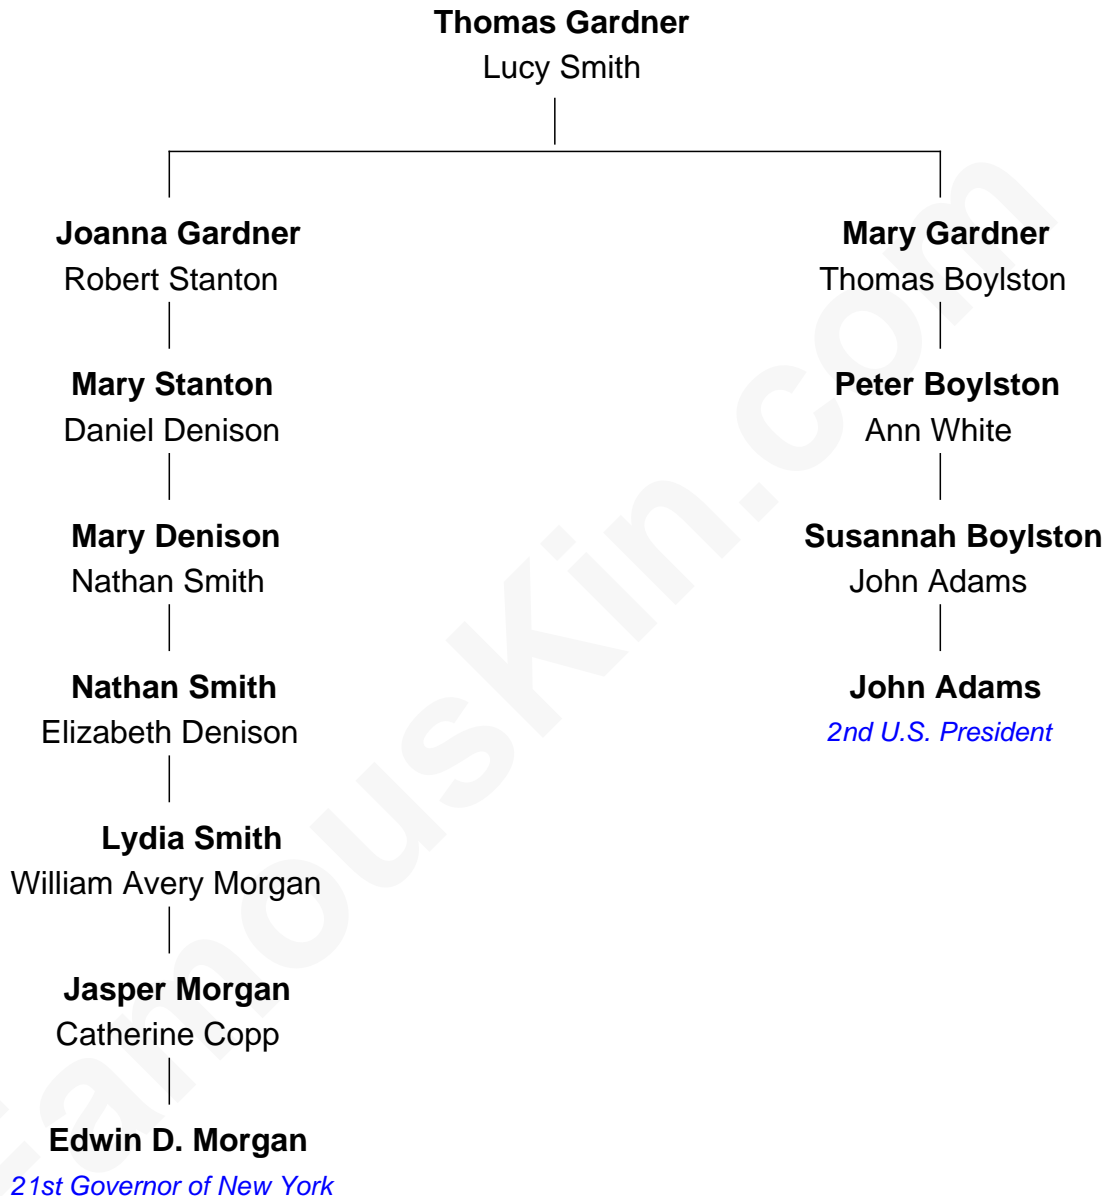 Thomas Gardner
Lucy Smith
Joanna Gardner
Robert Stanton
Mary Stanton
Daniel Denison
Mary Denison
Nathan Smith
Nathan Smith
Elizabeth Denison
Lydia Smith
William Avery Morgan
Jasper Morgan
Catherine Copp
Edwin D. Morgan
21st Governor of New York
Mary Gardner
Thomas Boylston
Peter Boylston
Ann White
Susannah Boylston
John Adams
John Adams
2nd U.S. President
FamousKin.com